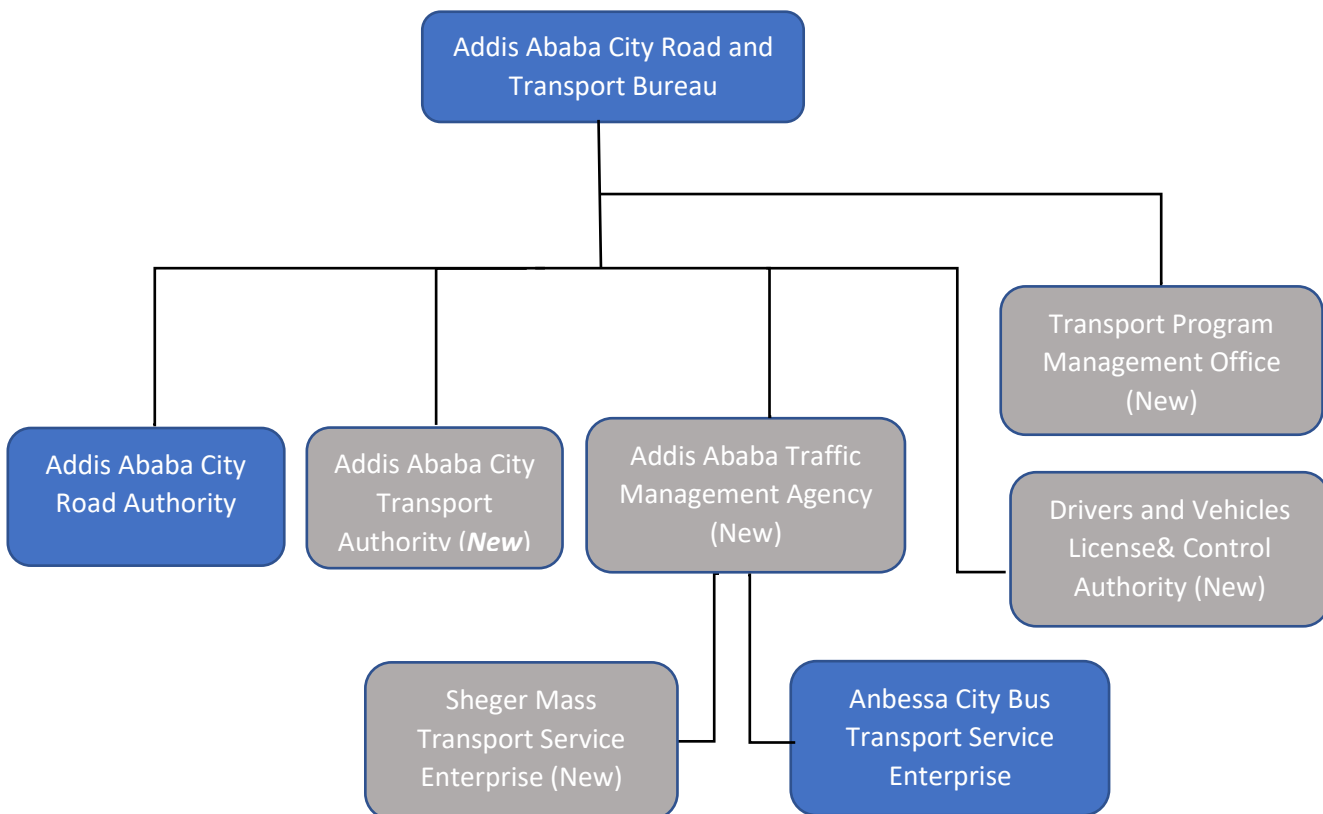 Addis Ababa City Road and
Transport Bureau
Transport Program
Management Office
(New)
Addis Ababa City
Road Authority
Addis Ababa City
Transport
Authority (New)
Addis Ababa Traffic
Management Agency
(New)
Drivers and Vehicles
License& Control
Authority (New)
Sheger Mass
Transport Service
Enterprise (New)
Anbessa City Bus
Transport Service
Enterprise